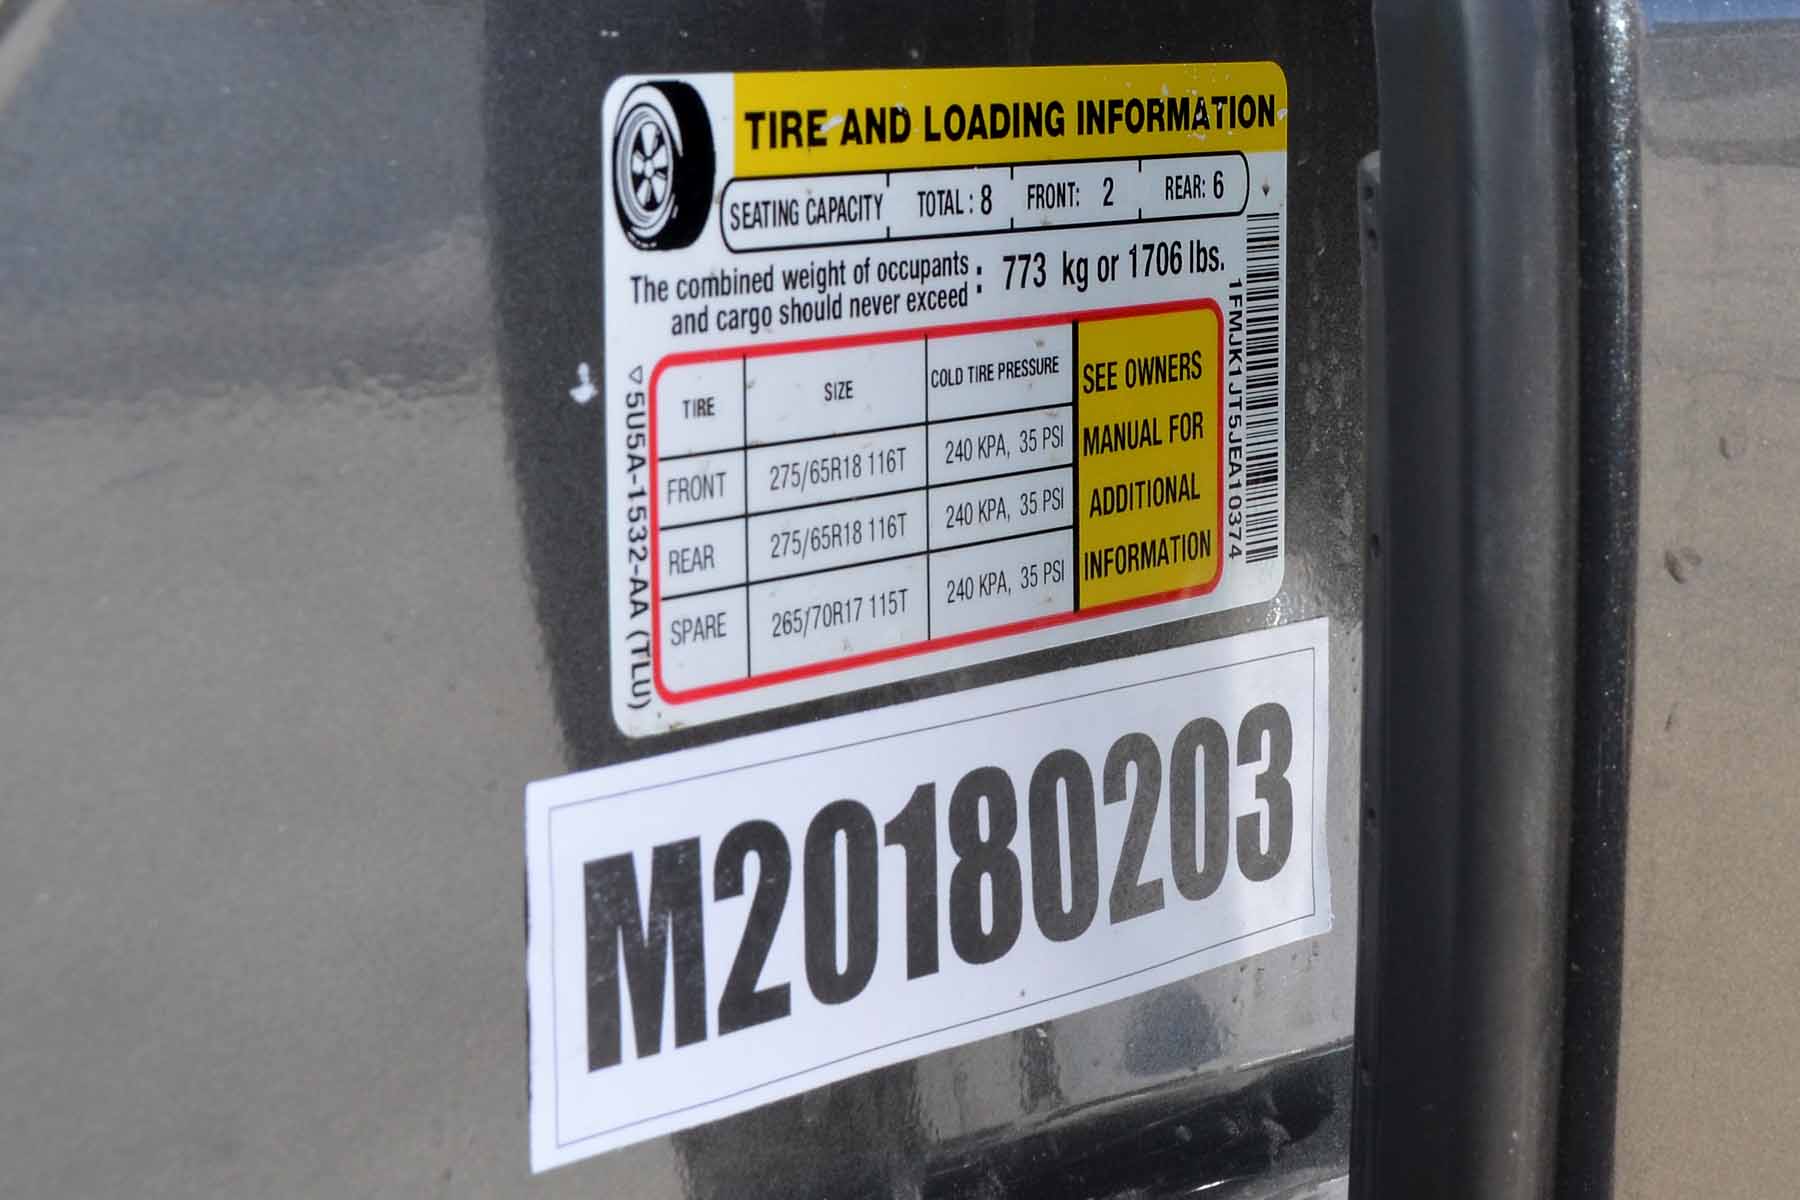 TIRE AND LOADING INFORMATION
SEATING CAPACITY TOTAL : 8 FRONT: 2 REAR: 6
The combined weight of occupants
and cargo should never exceed : 773 kg or 1706 lbs.
TIRE SIZE COLD TIRE PRESSURE
FRONT 275/65R18 116T 240 KPA, 35 PSI
REAR 275/65R18 116T 240 KPA, 35 PSI
SPARE 265/70R17 115T 240 KPA, 35 PSI
SEE OWNERS
MANUAL FOR
ADDITIONAL
INFORMATION
5U5A-1532-AA (TLU)
1FMJK1JT5JEA10374
M20180203